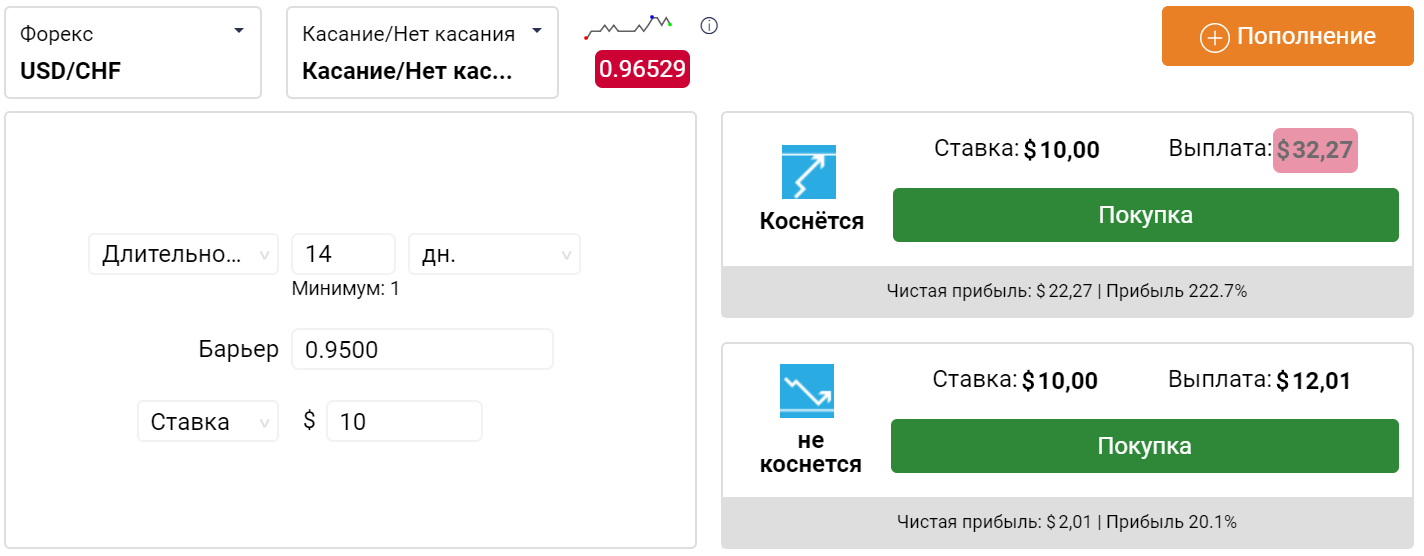 Форекс
USD/CHF
Касание/Нет касания
Касание/Нет кас...
0.96529
Пополнение
Длительно...
14
дн.
Минимум: 1
Барьер
0.9500
Ставка
$
10
Коснётся
Ставка: $10,00
Выплата: $32,27
Покупка
Чистая прибыль: $22,27 | Прибыль 222.7%
не
коснется
Ставка: $10,00
Выплата: $12,01
Покупка
Чистая прибыль: $2,01 | Прибыль 20.1%